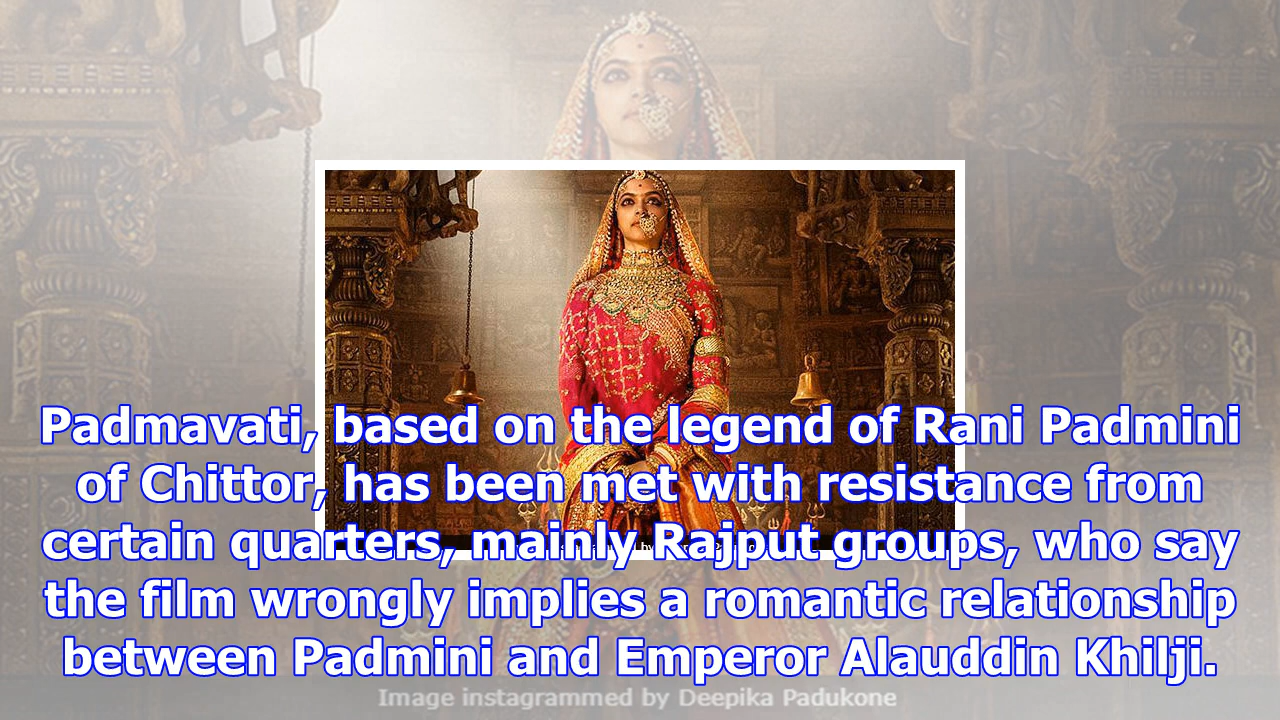 Padmavati, based on the legend of Rani Padmini
of Chittor, has been met with resistance from
certain quarters, mainly Rajput groups, who say
the film wrongly implies a romantic relationship
between Padmini and Emperor Alauddin Khilji.
Image instagrammed by Deepika Padukone